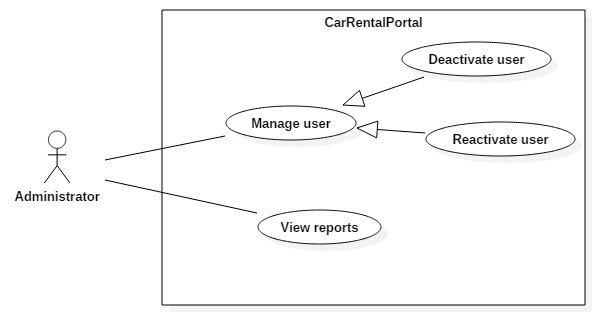 CarRentalPortal
Deactivate user
Manage user
Reactivate user
Administrator
View reports